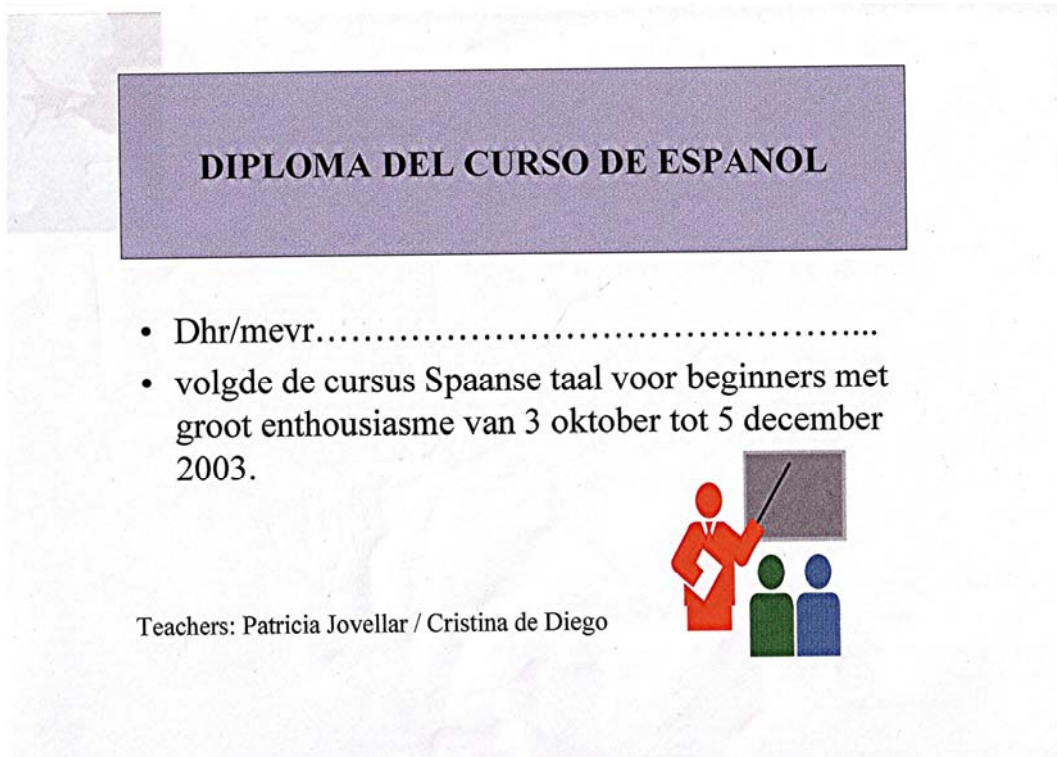 DIPLOMA DEL CURSO DE ESPANOL
• Dhr/mevr………………………………………...
• volgde de cursus Spaanse taal voor beginners met
groot enthousiasme van 3 oktober tot 5 december
2003.
Teachers: Patricia Jovellar / Cristina de Diego